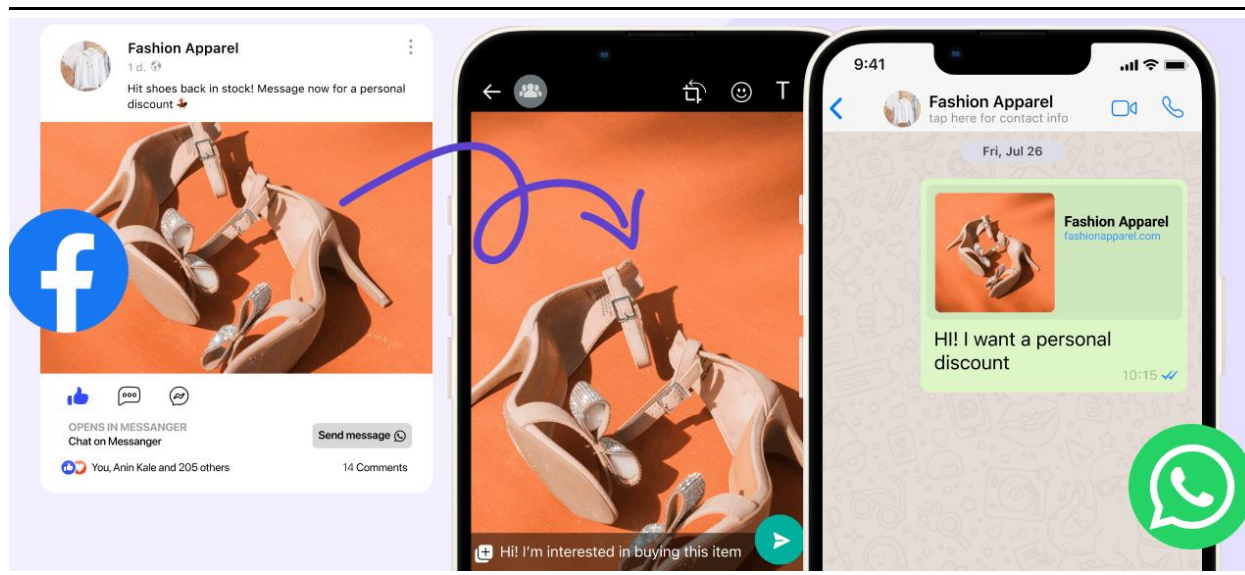 Fashion Apparel
1 d.
Hit shoes back in stock! Message now for a personal
discount
OPENS IN MESSANGER
Chat on Messanger
Send message
You, Anin Kale and 205 others
14 Comments
T
Hi! I'm interested in buying this item
9:41
Fashion Apparel
tap here for contact info
Fri, Jul 26
Fashion Apparel
fashionapparel.com
HI! I want a personal
discount
10:15